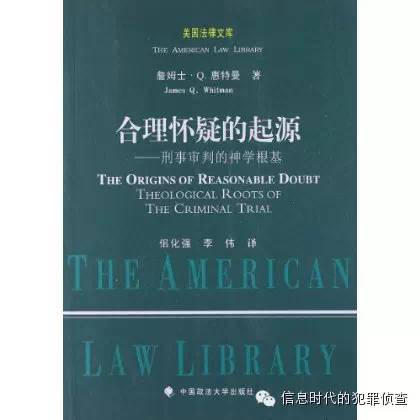 美国法律文库
THE AMERICAN LAW LIBRARY
詹姆士·Q.惠特曼 著
James Q. Whitman
合理怀疑的起源
——刑事审判的神学根基
THE ORIGINS OF REASONABLE DOUBT
THEOLOGICAL ROOTS OF
THE CRIMINAL TRIAL
佀化强 李伟 译
THE AMERICAN
LAW LIBRARY
中国政法大学出版社
信息时代的犯罪侦查